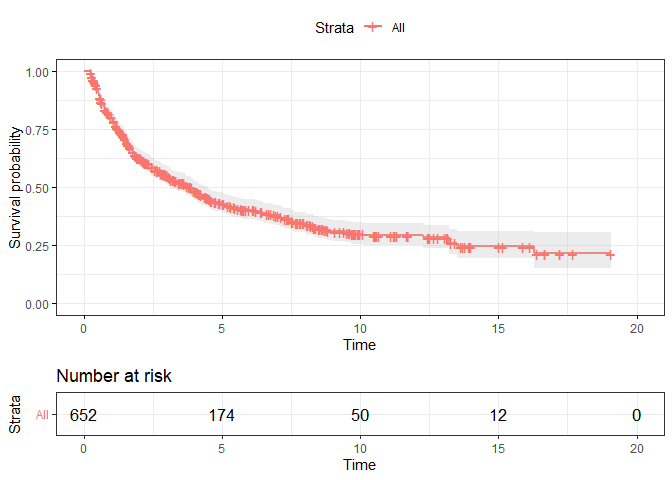 Strata All
1.00
0.75
0.50
0.25
0.00
Survival probability
0 5 10 15 20
Time
Number at risk
Strata
All 652 174 50 12 0
0 5 10 15 20
Time